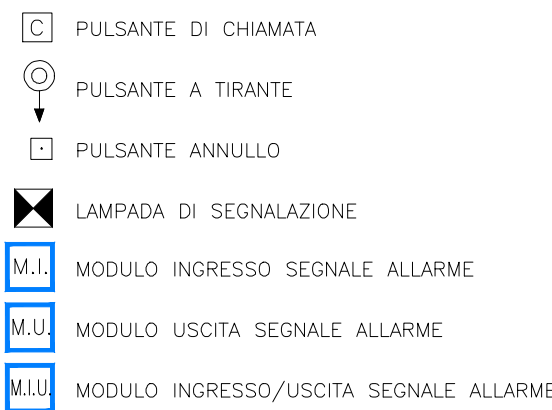 C PULSANTE DI CHIAMATA
PULSANTE A TIRANTE
PULSANTE ANNULLO
LAMPADA DI SEGNALAZIONE
M.I. MODULO INGRESSO SEGNALE ALLARME
M.U. MODULO USCITA SEGNALE ALLARME
M.I.U. MODULO INGRESSO/USCITA SEGNALE ALLARME